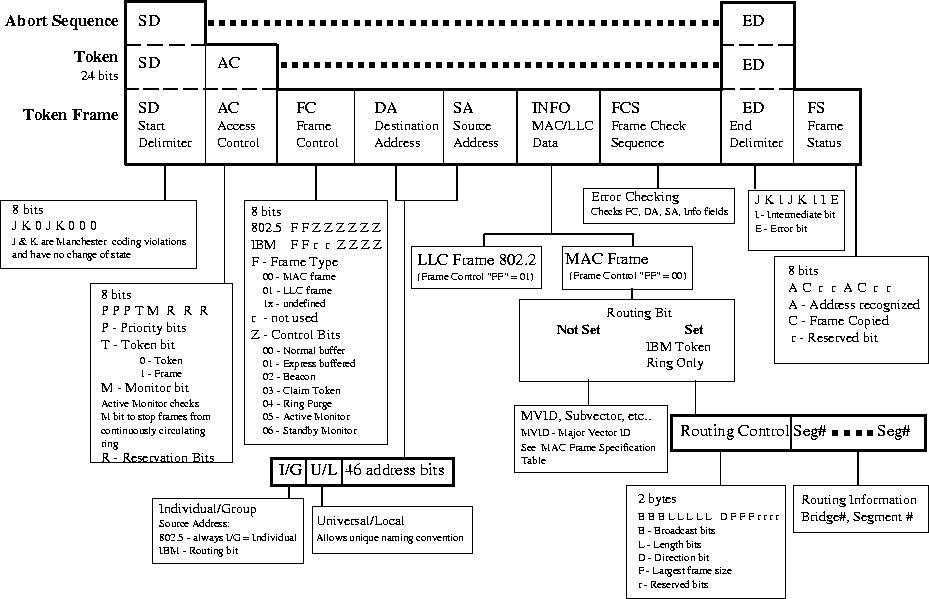 Abort Sequence SD ED
Token SD AC ED
24 bits
Token Frame SD AC FC DA SA INFO FCS ED FS
Start Access Frame Destination Source MAC/LLC Frame Check End Frame
Delimiter Control Control Address Address Data Sequence Delimiter Status
8 bits
J K 0 J K 0 0 0
J & K are Manchester coding violations
and have no change of state
8 bits
P P P T M R R R
P - Priority bits
T - Token bit
0 - Token
1 - Frame
M - Monitor bit
Active Monitor checks
M bit to stop frames from
continuously circulating
ring
R - Reservation Bits
8 bits
802.5 F F Z Z Z Z Z Z
IBM F F r r Z Z Z Z
F - Frame Type
00 - MAC frame
01 - LLC frame
1x - undefined
r - not used
Z - Control Bits
00 - Normal buffer
01 - Express buffered
02 - Beacon
03 - Claim Token
04 - Ring Purge
05 - Active Monitor
06 - Standby Monitor
I/G U/L 46 address bits
Individual/Group
Source Address:
802.5 - always I/G = Individual
IBM - Routing bit
Universal/Local
Allows unique naming convention
Error Checking
Checks FC, DA, SA, Info fields
LLC Frame 802.2
(Frame Control "FF" = 01)
MAC Frame
(Frame Control "FF" = 00)
Routing Bit
Not Set Set
IBM Token
Ring Only
MVID, Subvector, etc..
MVID - Major Vector ID
See MAC Frame Specification
Table
J K 1 J K 1 I E
I - Intermediate bit
E - Error bit
8 bits
A C r r A C r r
A - Address recognized
C - Frame Copied
r - Reserved bit
Routing Control Seg# Seg#
2 bytes
B B B L L L L L D F F F r r r r
B - Broadcast bits
L - Length bits
D - Direction bit
F - Largest frame size
r - Reserved bits
Routing Information
Bridge#, Segment #